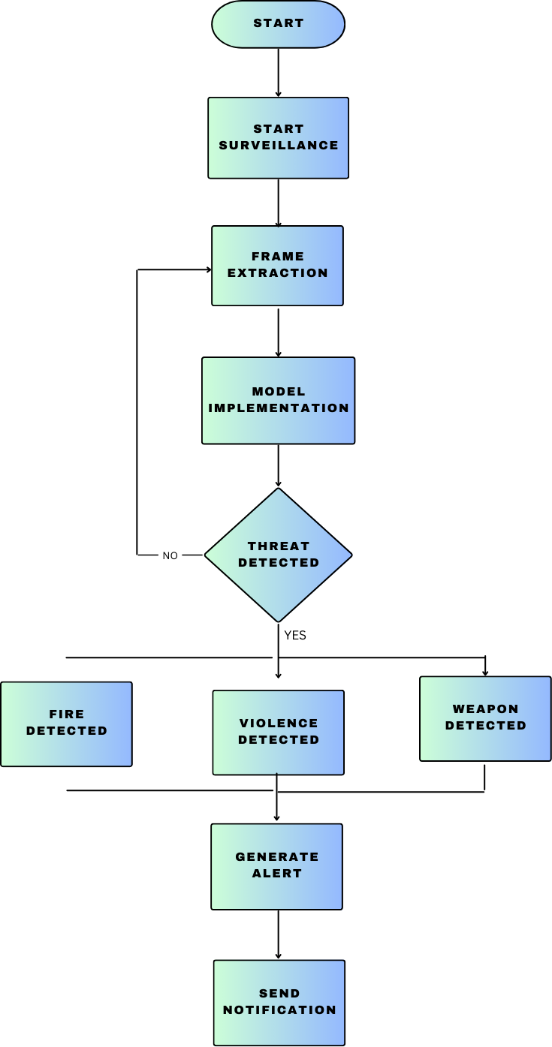 START
START
SURVEILLANCE
FRAME
EXTRACTION
MODEL
IMPLEMENTATION
THREAT
DETECTED
NO
YES
FIRE
DETECTED
VIOLENCE
DETECTED
WEAPON
DETECTED
GENERATE
ALERT
SEND
NOTIFICATION